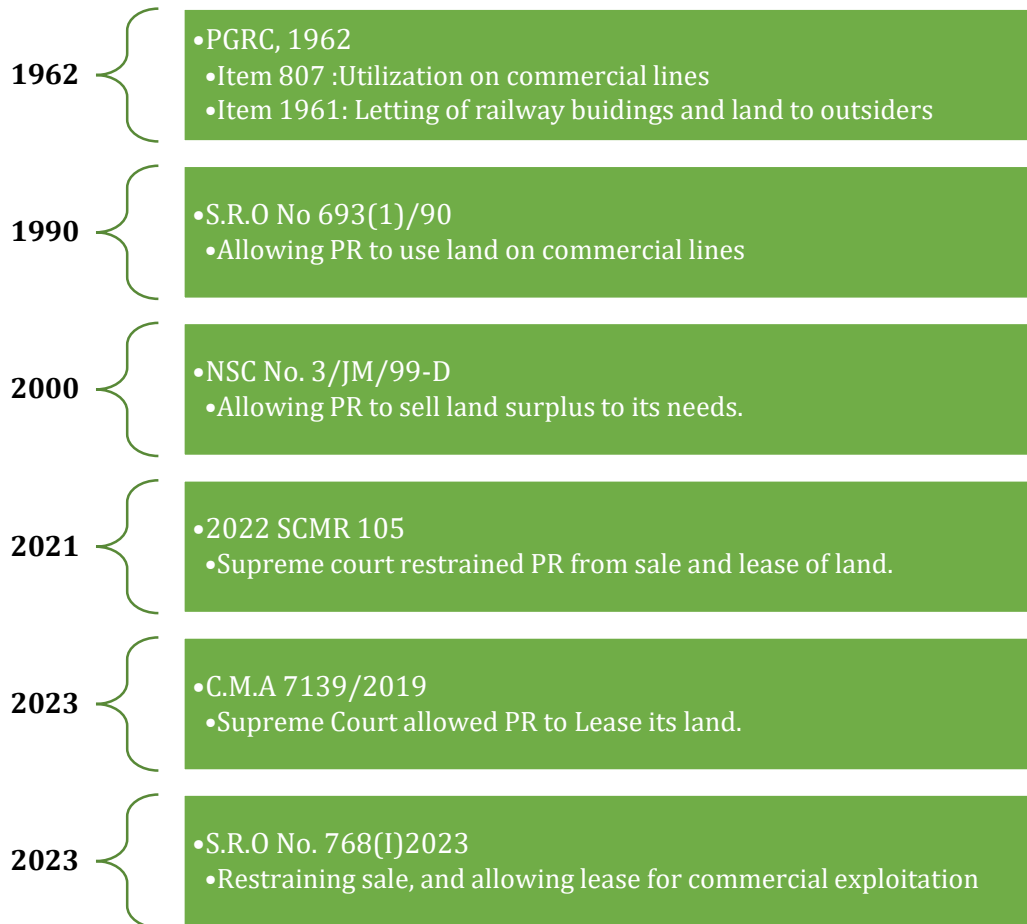 1962
•PGRC, 1962
•Item 807 :Utilization on commercial lines
•Item 1961: Letting of railway buidings and land to outsiders
1990
•S.R.O No 693(1)/90
•Allowing PR to use land on commercial lines
2000
•NSC No. 3/JM/99-D
•Allowing PR to sell land surplus to its needs.
2021
•2022 SCMR 105
•Supreme court restrained PR from sale and lease of land.
2023
•C.M.A 7139/2019
•Supreme Court allowed PR to Lease its land.
2023
•S.R.O No. 768(I)2023
•Restraining sale, and allowing lease for commercial exploitation